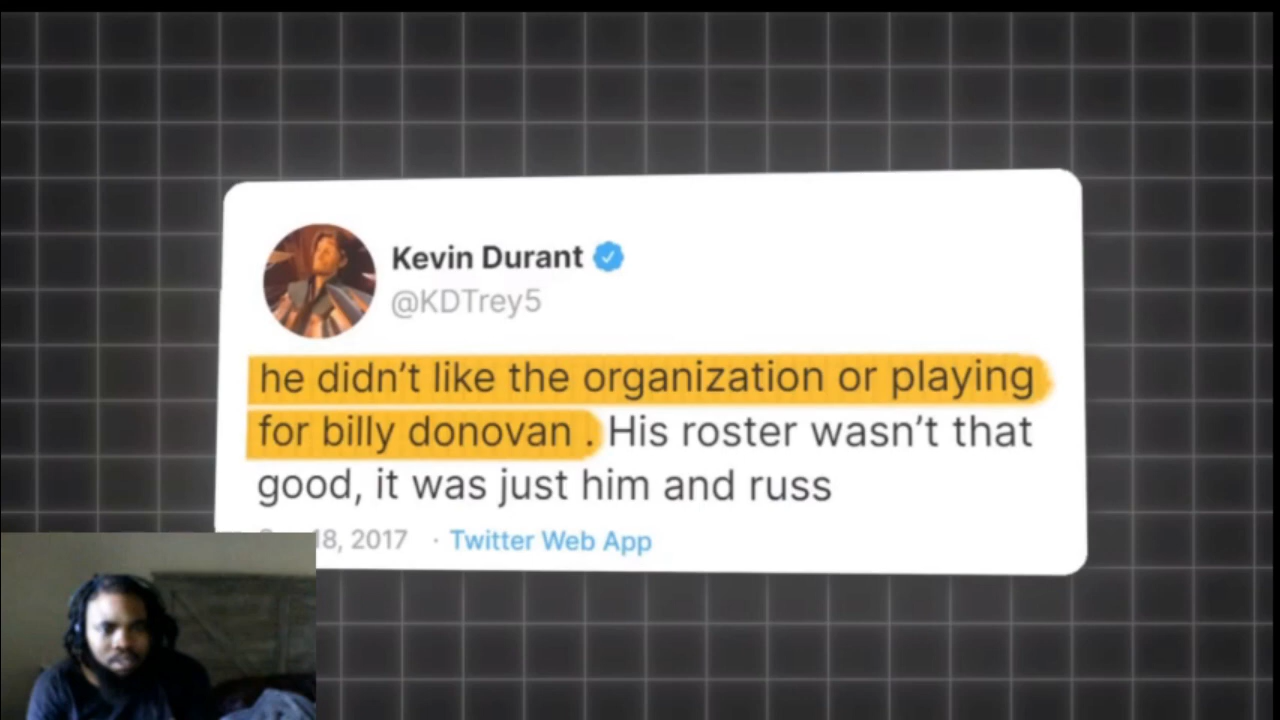 Kevin Durant
@KDTrey5
he didn't like the organization or playing
for billy donovan . His roster wasn't that
good, it was just him and russ
18, 2017 · Twitter Web App